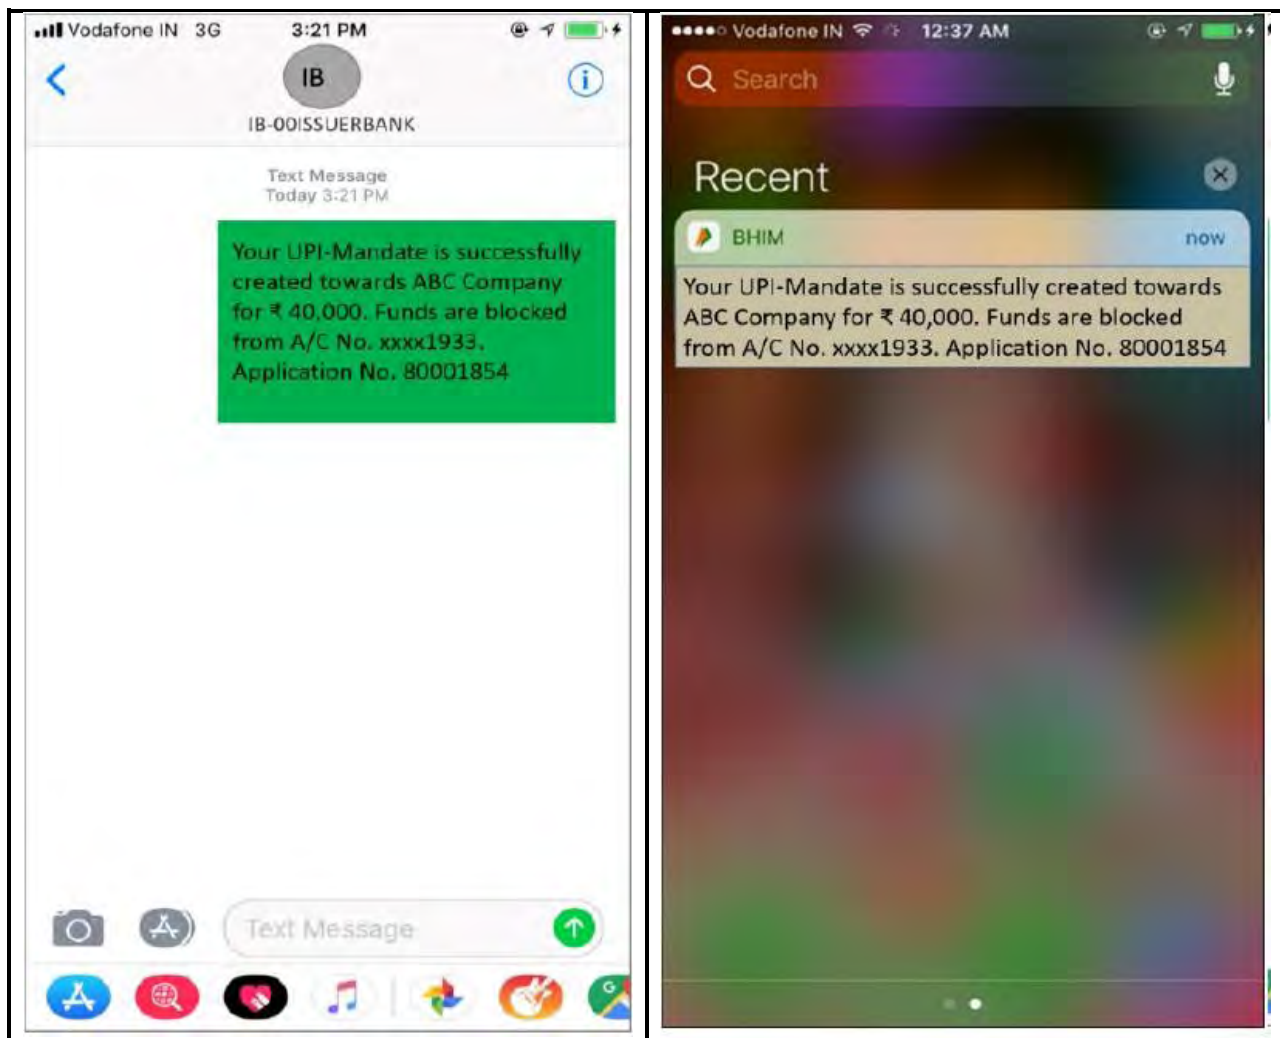 Vodafone IN 3G 3:21 PM
IB
IB-00ISSUERBANK
Text Message
Today 3:21 PM
Your UPI-Mandate is successfully
created towards ABC Company
for ₹ 40,000. Funds are blocked
from A/C No. xxxx1933.
Application No. 80001854
Text Message
Vodafone IN 12:37 AM
Search
Recent
BHIM now
Your UPI-Mandate is successfully created towards
ABC Company for ₹ 40,000. Funds are blocked
from A/C No. xxxx1933. Application No. 80001854